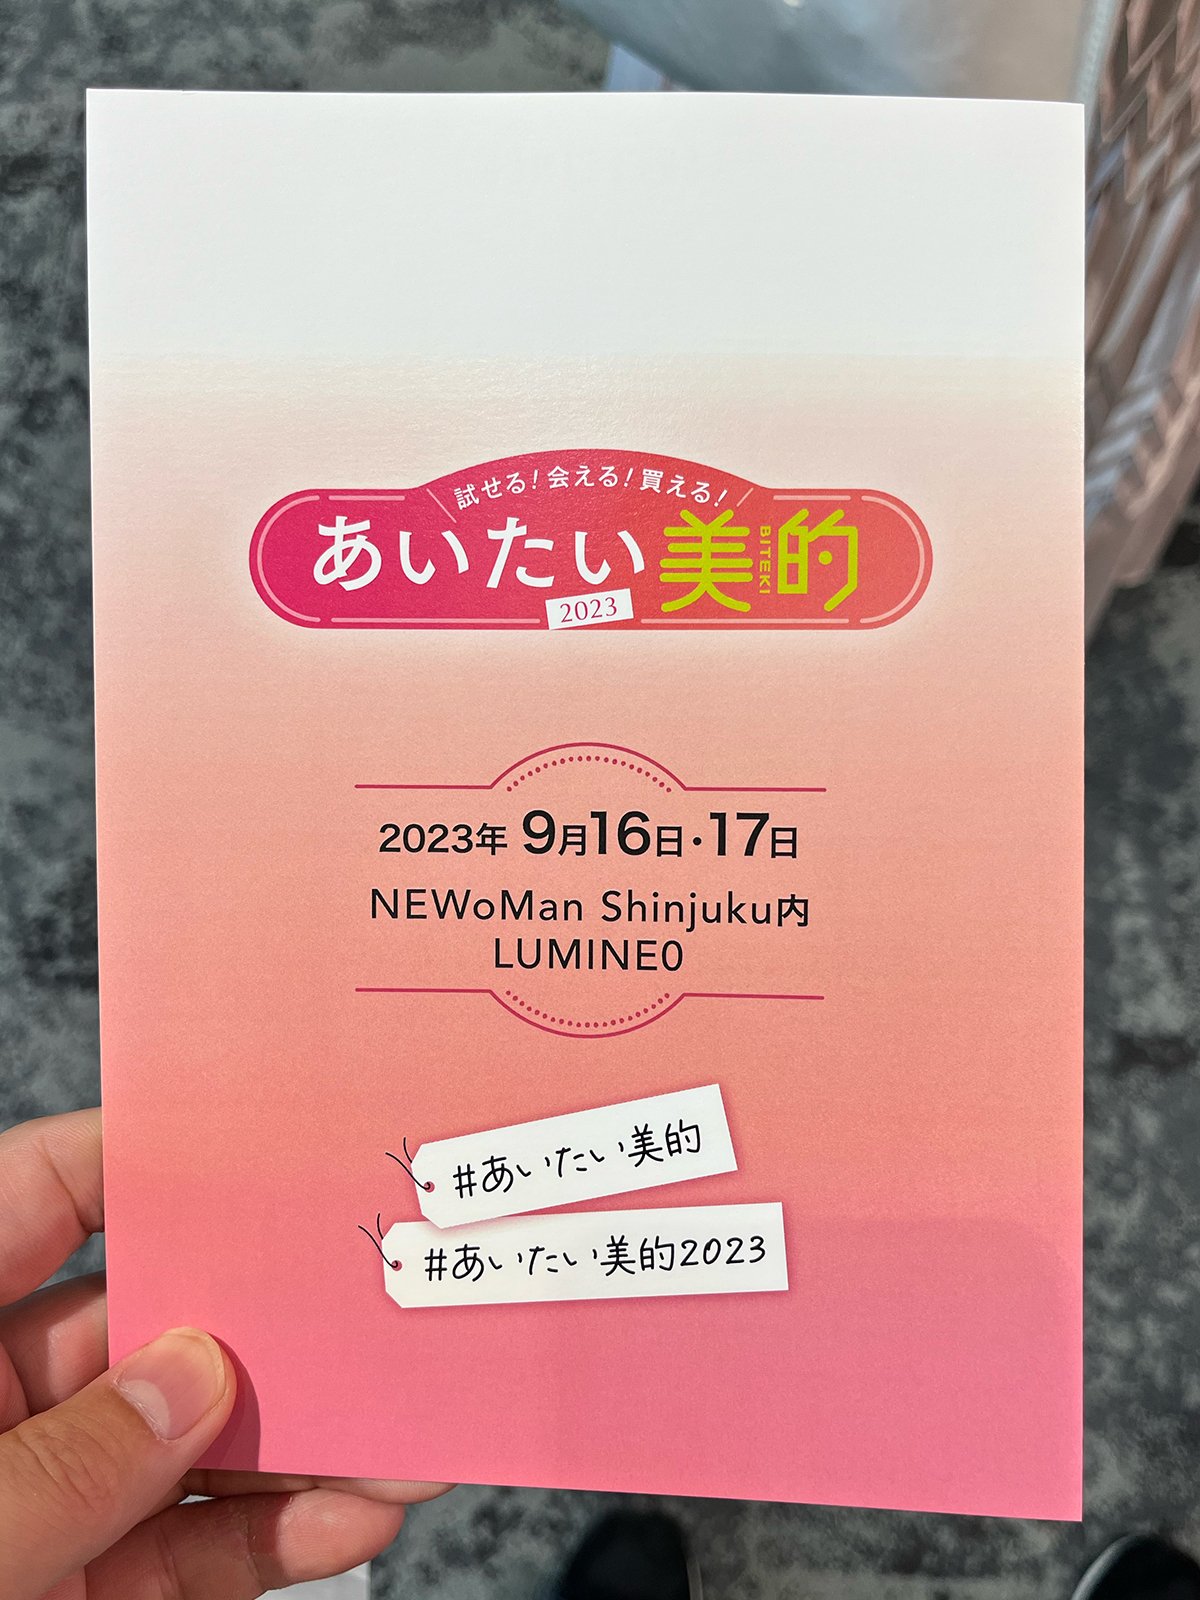 試せる!会える!買える!
あいたい美的
BITEKI
2023
2023年 9月16日・17日
NEWoMan Shinjuku内
LUMINE0
#あいたい美的
#あいたい美的2023